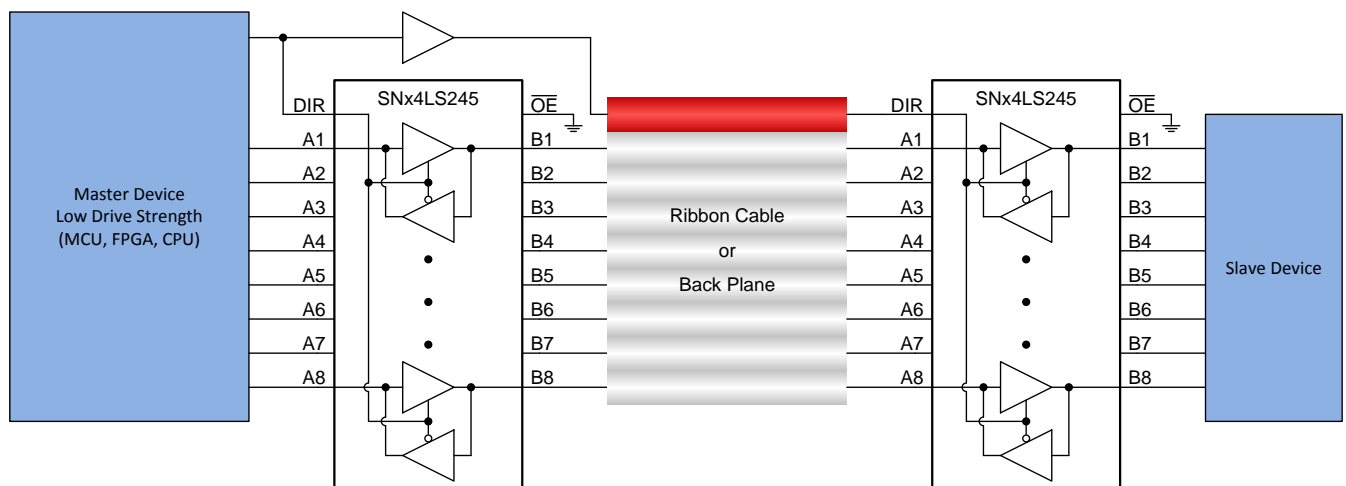 SNx4LS245
DIR
OE
A1
B1
A2
B2
A3
B3
A4
B4
A5
B5
A6
B6
A7
B7
A8
B8
Master Device
Low Drive Strength
(MCU, FPGA, CPU)
Ribbon Cable
or
Back Plane
SNx4LS245
DIR
OE
A1
B1
A2
B2
A3
B3
A4
B4
A5
B5
A6
B6
A7
B7
A8
B8
Slave Device